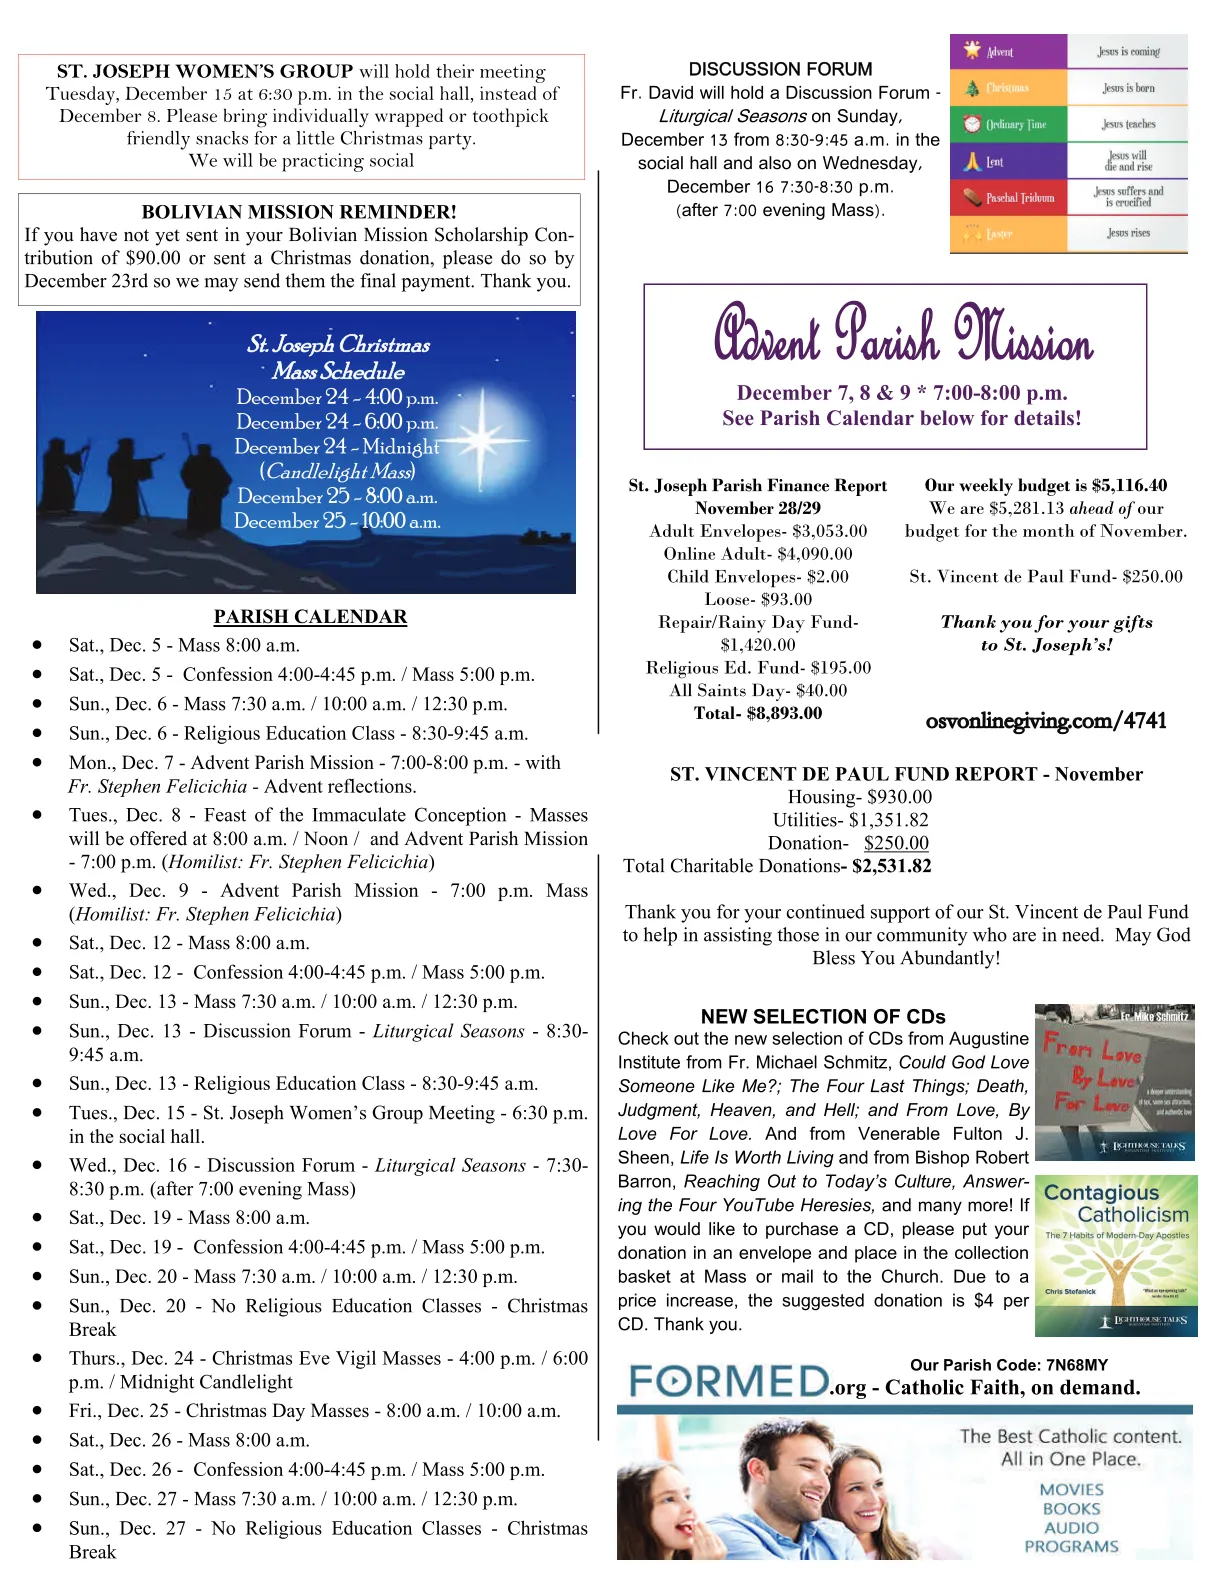 ST. JOSEPH WOMEN'S GROUP will hold their meeting
Tuesday, December 15 at 6:30 p.m. in the social hall, instead of
December 8. Please bring individually wrapped or toothpick
friendly snacks for a little Christmas party.
We will be practicing social
BOLIVIAN MISSION REMINDER!
If you have not yet sent in your Bolivian Mission Scholarship Con-
tribution of $90.00 or sent a Christmas donation, please do so by
December 23rd so we may send them the final payment. Thank you.
St. Joseph Christmas
Mass Schedule
December 24 ~ 4:00 p.m.
December 24 ~ 6:00 p.m.
December 24 ~ Midnight
(Candlelight Mass)
December 25 ~ 8:00 a.m.
December 25 ~ 10:00 a.m.
PARISH CALENDAR
• Sat., Dec. 5 - Mass 8:00 a.m.
• Sat., Dec. 5 - Confession 4:00-4:45 p.m. / Mass 5:00 p.m.
• Sun., Dec. 6 - Mass 7:30 a.m. / 10:00 a.m. / 12:30 p.m.
• Sun., Dec. 6 - Religious Education Class - 8:30-9:45 a.m.
• Mon., Dec. 7 - Advent Parish Mission - 7:00-8:00 p.m. - with
Fr. Stephen Felicichia - Advent reflections.
• Tues., Dec. 8 - Feast of the Immaculate Conception - Masses
will be offered at 8:00 a.m. / Noon / and Advent Parish Mission
- 7:00 p.m. (Homilist: Fr. Stephen Felicichia)
• Wed., Dec. 9 - Advent Parish Mission - 7:00 p.m. Mass
(Homilist: Fr. Stephen Felicichia)
• Sat., Dec. 12 - Mass 8:00 a.m.
• Sat., Dec. 12 - Confession 4:00-4:45 p.m. / Mass 5:00 p.m.
• Sun., Dec. 13 - Mass 7:30 a.m. / 10:00 a.m. / 12:30 p.m.
• Sun., Dec. 13 - Discussion Forum - Liturgical Seasons - 8:30-
9:45 a.m.
• Sun., Dec. 13 - Religious Education Class - 8:30-9:45 a.m.
• Tues., Dec. 15 - St. Joseph Women's Group Meeting - 6:30 p.m.
in the social hall.
• Wed., Dec. 16 - Discussion Forum - Liturgical Seasons - 7:30-
8:30 p.m. (after 7:00 evening Mass)
• Sat., Dec. 19 - Mass 8:00 a.m.
• Sat., Dec. 19 - Confession 4:00-4:45 p.m. / Mass 5:00 p.m.
• Sun., Dec. 20 - Mass 7:30 a.m. / 10:00 a.m. / 12:30 p.m.
• Sun., Dec. 20 - No Religious Education Classes - Christmas
Break
• Thurs., Dec. 24 - Christmas Eve Vigil Masses - 4:00 p.m. / 6:00
p.m. / Midnight Candlelight
• Fri., Dec. 25 - Christmas Day Masses - 8:00 a.m. / 10:00 a.m.
• Sat., Dec. 26 - Mass 8:00 a.m.
• Sat., Dec. 26 - Confession 4:00-4:45 p.m. / Mass 5:00 p.m.
• Sun., Dec. 27 - Mass 7:30 a.m. / 10:00 a.m. / 12:30 p.m.
• Sun., Dec. 27 - No Religious Education Classes - Christmas
Break
DISCUSSION FORUM
Fr. David will hold a Discussion Forum -
Liturgical Seasons on Sunday,
December 13 from 8:30-9:45 a.m. in the
social hall and also on Wednesday,
December 16 7:30-8:30 p.m.
(after 7:00 evening Mass).
Advent Jesus is coming!
Christmas Jesus is born
Ordinary Time Jesus teaches
Lent Jesus will
die and rise
Paschal Triduum Jesus suffers and
is crucified
Easter Jesus rises
Advent Parish Mission
December 7, 8 & 9 * 7:00-8:00 p.m.
See Parish Calendar below for details!
St. Joseph Parish Finance Report
November 28/29
Adult Envelopes- $3,053.00
Online Adult- $4,090.00
Child Envelopes- $2.00
Loose- $93.00
Repair/Rainy Day Fund-
$1,420.00
Religious Ed. Fund- $195.00
All Saints Day- $40.00
Total- $8,893.00
Our weekly budget is $5,116.40
We are $5,281.13 ahead of our
budget for the month of November.
St. Vincent de Paul Fund- $250.00
Thank you for your gifts
to St. Joseph's!
osvonlinegiving.com/4741
ST. VINCENT DE PAUL FUND REPORT - November
Housing- $930.00
Utilities- $1,351.82
Donation- $250.00
Total Charitable Donations- $2,531.82
Thank you for your continued support of our St. Vincent de Paul Fund
to help in assisting those in our community who are in need. May God
Bless You Abundantly!
NEW SELECTION OF CDs
Check out the new selection of CDs from Augustine
Institute from Fr. Michael Schmitz, Could God Love
Someone Like Me?; The Four Last Things; Death,
Judgment, Heaven, and Hell; and From Love, By
Love For Love. And from Venerable Fulton J.
Sheen, Life Is Worth Living and from Bishop Robert
Barron, Reaching Out to Today's Culture, Answer-
ing the Four YouTube Heresies, and many more! If
you would like to purchase a CD, please put your
donation in an envelope and place in the collection
basket at Mass or mail to the Church. Due to a
price increase, the suggested donation is $4 per
CD. Thank you.
Fr. Mike Schmitz
From Love
By Love
For Love
a deeper understanding
of sex, same sex attraction,
and authentic love
LIGHTHOUSE TALKS
AUGUSTINE INSTITUTE
Contagious
Catholicism
The 7 Habits of Modern-Day Apostles
Chris Stefanick
LIGHTHOUSE TALKS
AUGUSTINE INSTITUTE
Our Parish Code: 7N68MY
FORMED.org - Catholic Faith, on demand.
The Best Catholic content.
All in One Place.
MOVIES
BOOKS
AUDIO
PROGRAMS